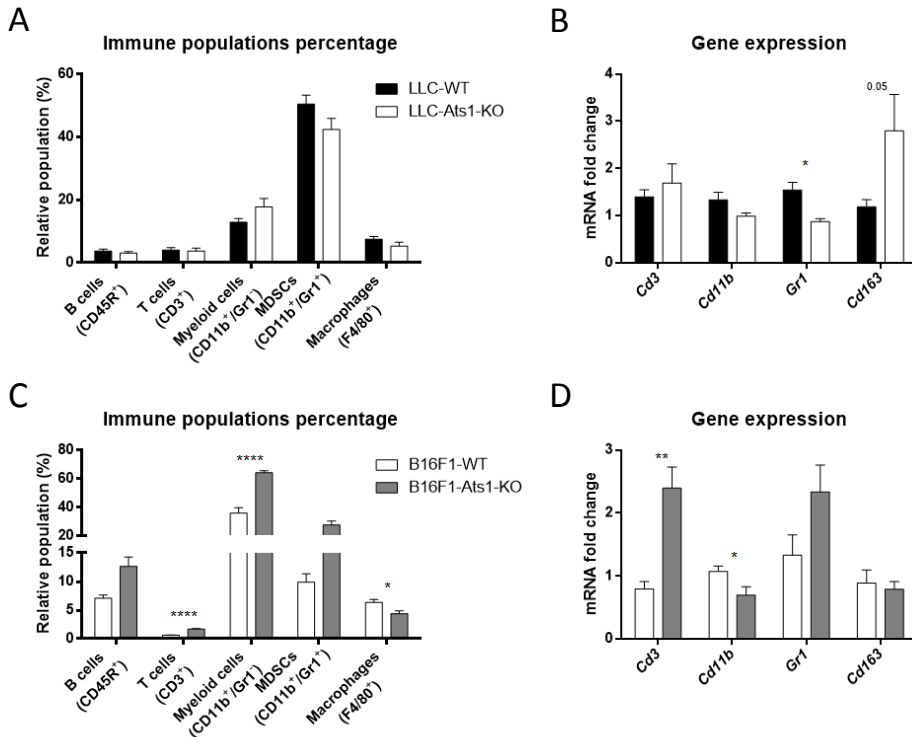 A
Immune populations percentage
Relative population (%)
60
40
20
0
LLC-WT
LLC-Ats1-KO
B cells
(CD45R⁺)
T cells
(CD3⁺)
Myeloid cells
(CD11b⁺/Gr1⁻)
MDSCs
(CD11b⁺/Gr1⁺)
Macrophages
(F4/80⁺)
B
Gene expression
mRNA fold change
4
3
2
1
0
*
0.05
Cd3
Cd11b
Gr1
Cd163
C
Immune populations percentage
Relative population (%)
80
60
40
20
15
10
5
0
****
****
*
B16F1-WT
B16F1-Ats1-KO
B cells
(CD45R⁺)
T cells
(CD3⁺)
Myeloid cells
(CD11b⁺/Gr1⁻)
MDSCs
(CD11b⁺/Gr1⁺)
Macrophages
(F4/80⁺)
D
Gene expression
mRNA fold change
3
2
1
0
**
*
Cd3
Cd11b
Gr1
Cd163